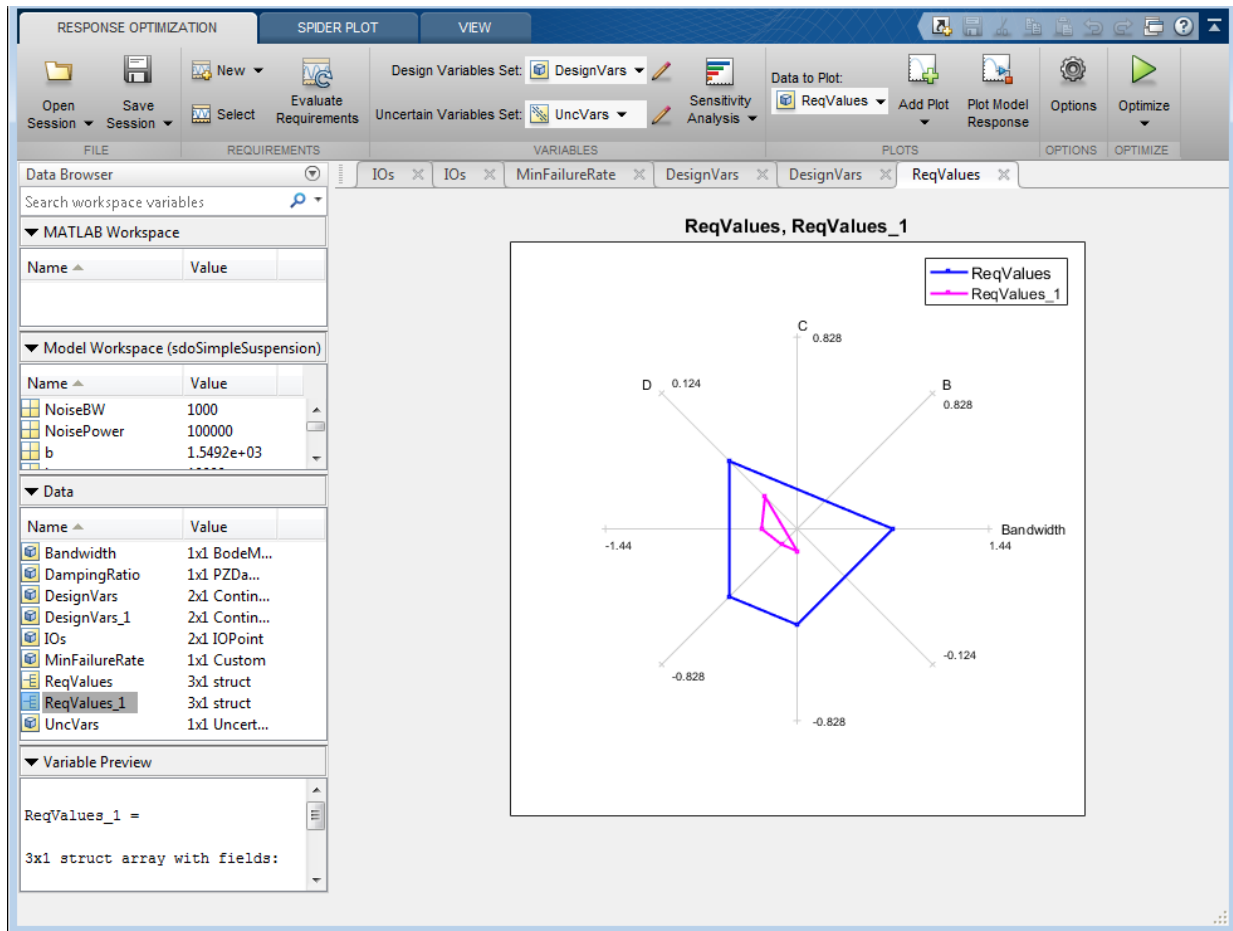 RESPONSE OPTIMIZATION
SPIDER PLOT
VIEW
Open Session
Save Session
New
Select
Evaluate Requirements
Design Variables Set: DesignVars
Uncertain Variables Set: UncVars
Sensitivity Analysis
Data to Plot:
ReqValues
Add Plot
Plot Model Response
Options
Optimize
FILE
REQUIREMENTS
VARIABLES
PLOTS
OPTIONS
OPTIMIZE
Data Browser
Search workspace variables
MATLAB Workspace
Name Value
Model Workspace (sdoSimpleSuspension)
Name Value
NoiseBW 1000
NoisePower 100000
b 1.5492e+03
Data
Name Value
Bandwidth 1x1 BodeM...
DampingRatio 1x1 PZDa...
DesignVars 2x1 Contin...
DesignVars_1 2x1 Contin...
IOs 2x1 IOPoint
MinFailureRate 1x1 Custom
ReqValues 3x1 struct
ReqValues_1 3x1 struct
UncVars 1x1 Uncert...
Variable Preview
ReqValues_1 =
3x1 struct array with fields:
IOs
IOs
MinFailureRate
DesignVars
DesignVars
ReqValues
ReqValues, ReqValues_1
ReqValues
ReqValues_1
C
0.828
D 0.124
B
0.828
Bandwidth
1.44
-1.44
-0.124
-0.828
-0.828